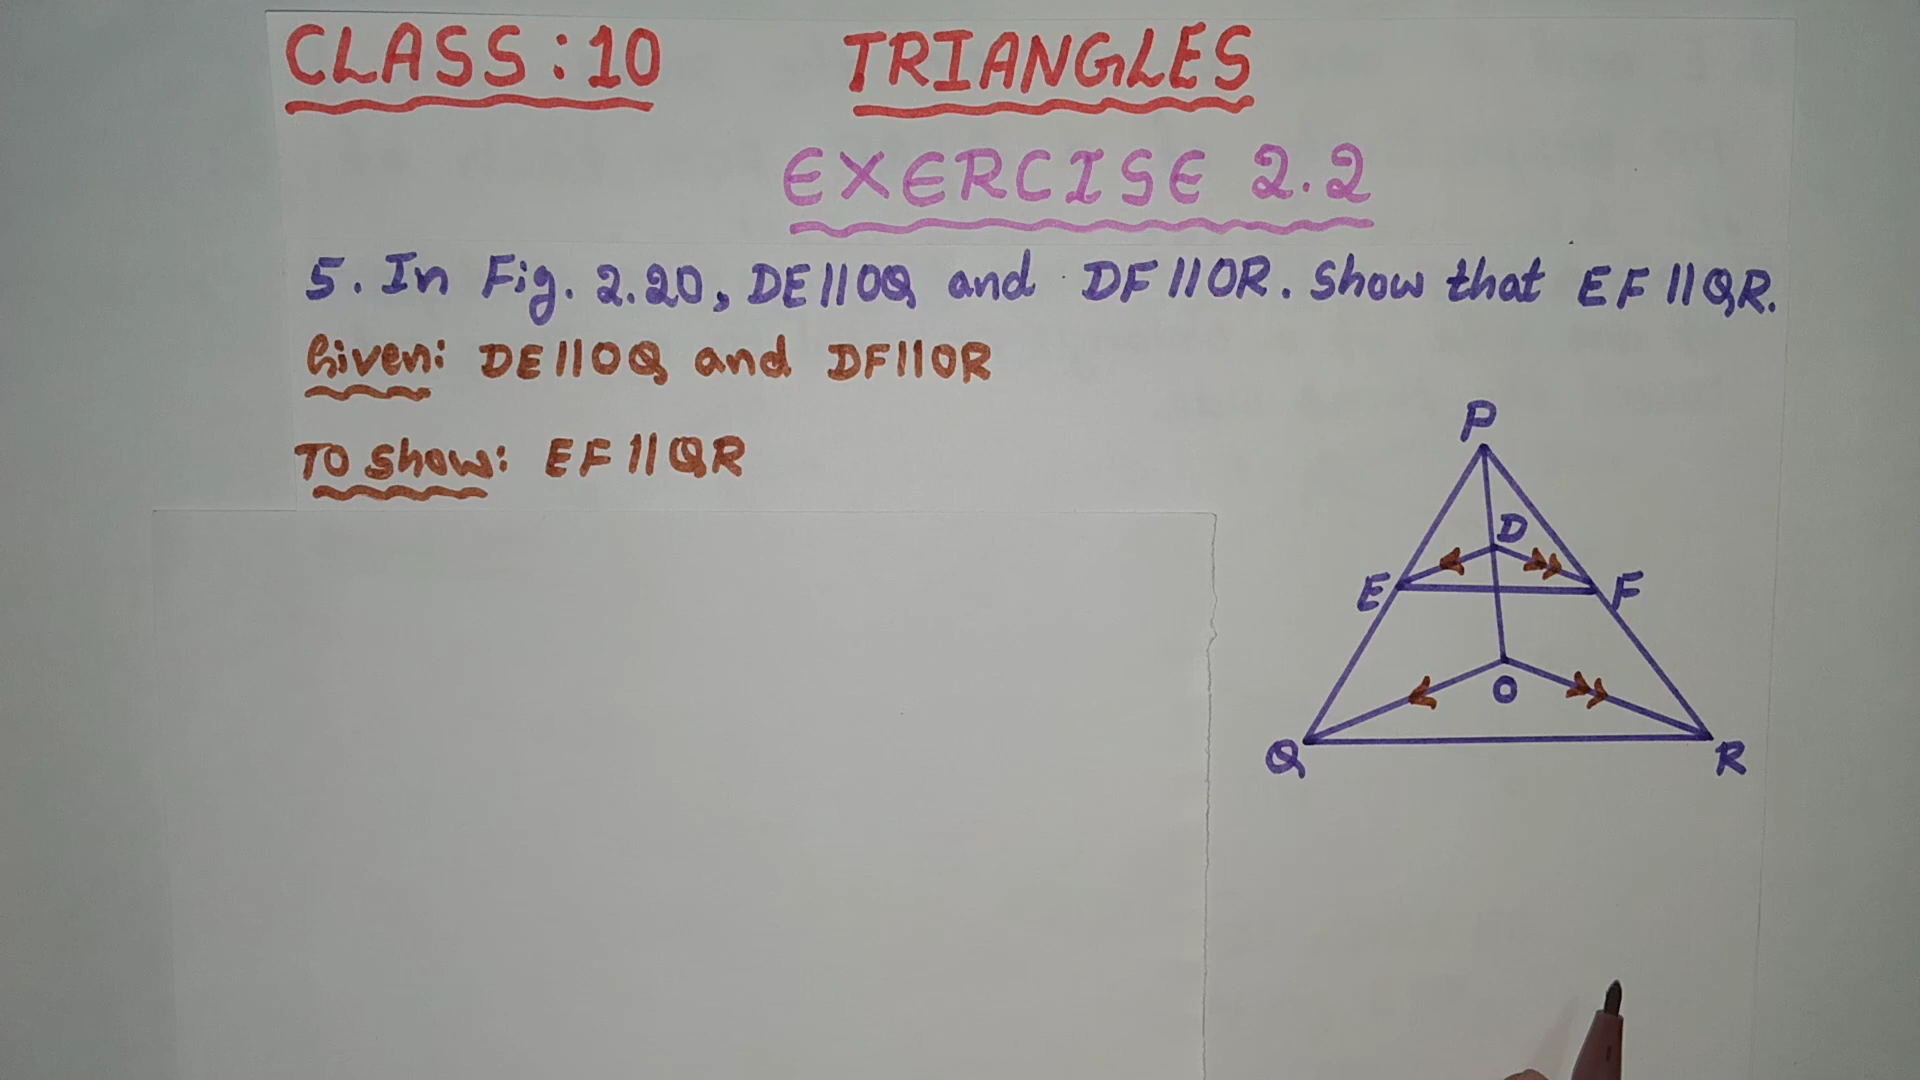 CLASS:10 TRIANGLES
EXERCISE 2.2
5. In Fig. 2.20, DE||OQ and DF||OR. Show that EF||QR.
Given: DE||OQ and DF||OR
To show: EF||QR
P
D
E F
O
Q R